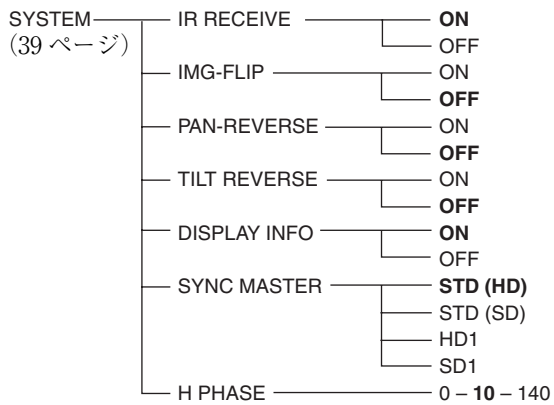 SYSTEM IR RECEIVE ON
(39 ページ) OFF
IMG-FLIP ON
OFF
PAN-REVERSE ON
OFF
TILT REVERSE ON
OFF
DISPLAY INFO ON
OFF
SYNC MASTER STD (HD)
STD (SD)
HD1
SD1
H PHASE 0 – 10 – 140